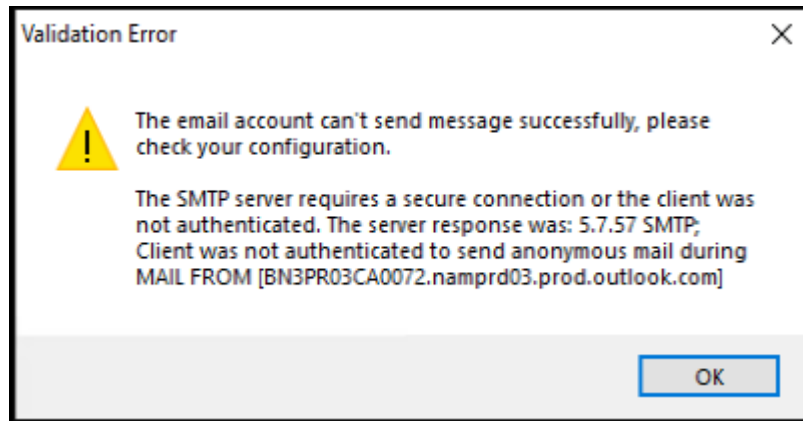 Validation Error
The email account can't send message successfully, please
check your configuration.
The SMTP server requires a secure connection or the client was
not authenticated. The server response was: 5.7.57 SMTP;
Client was not authenticated to send anonymous mail during
MAIL FROM [BN3PR03CA0072.namprd03.prod.outlook.com]
OK